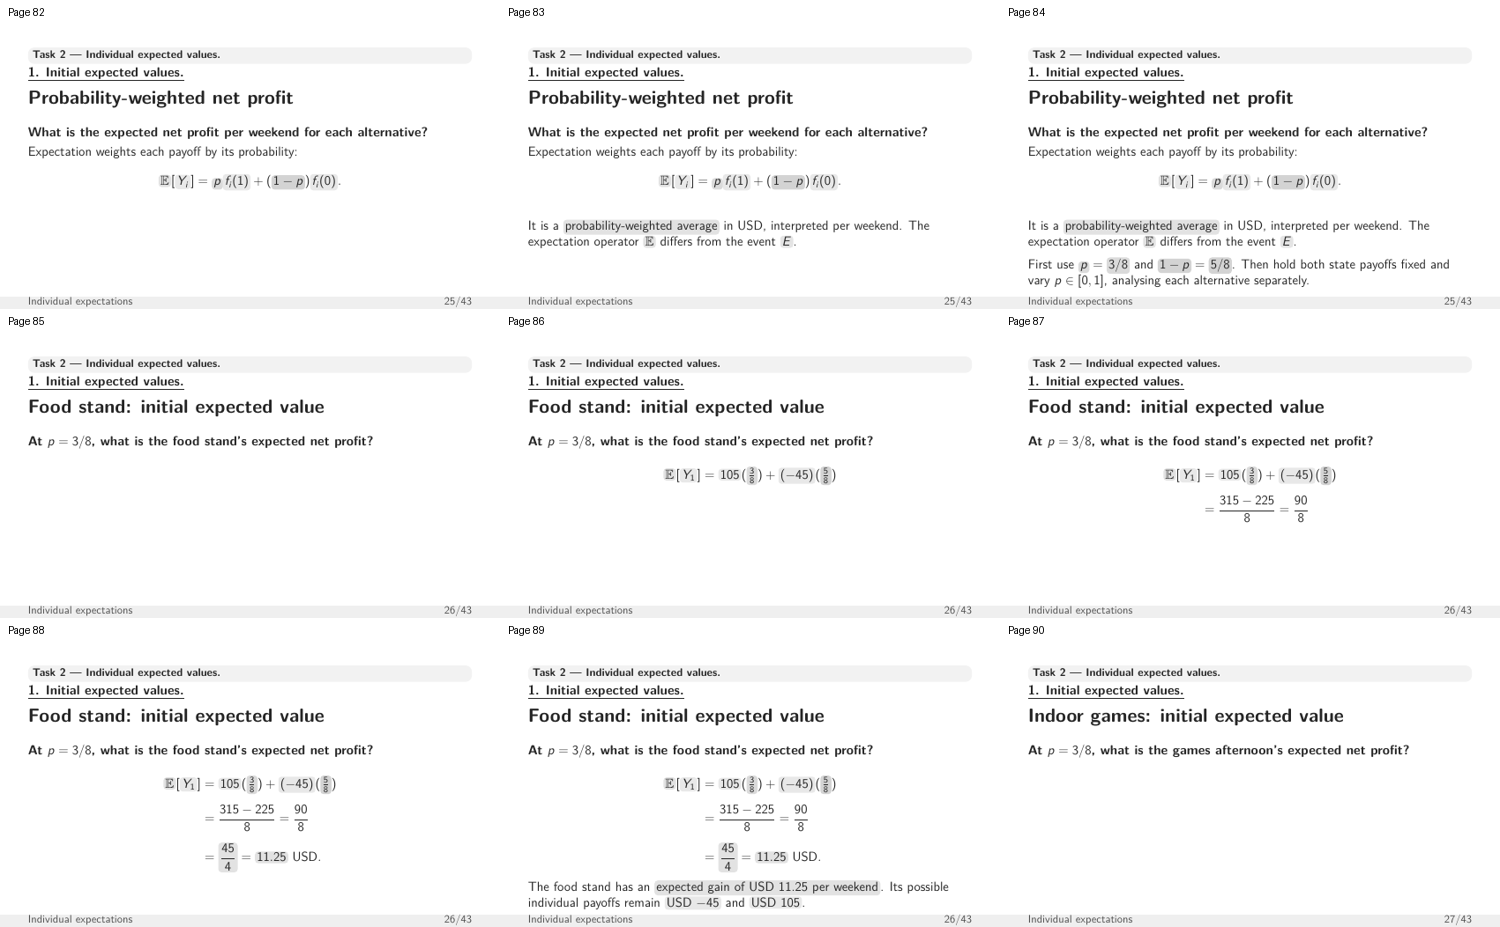 Page 82
Task 2 — Individual expected values.
1. Initial expected values.
Probability-weighted net profit
What is the expected net profit per weekend for each alternative?
Expectation weights each payoff by its probability:
𝔼[Y_i] = p f_i(1) + (1 − p) f_i(0).
Individual expectations 25/43
Page 83
Task 2 — Individual expected values.
1. Initial expected values.
Probability-weighted net profit
What is the expected net profit per weekend for each alternative?
Expectation weights each payoff by its probability:
𝔼[Y_i] = p f_i(1) + (1 − p) f_i(0).
It is a probability-weighted average in USD, interpreted per weekend. The
expectation operator 𝔼 differs from the event E.
Individual expectations 25/43
Page 84
Task 2 — Individual expected values.
1. Initial expected values.
Probability-weighted net profit
What is the expected net profit per weekend for each alternative?
Expectation weights each payoff by its probability:
𝔼[Y_i] = p f_i(1) + (1 − p) f_i(0).
It is a probability-weighted average in USD, interpreted per weekend. The
expectation operator 𝔼 differs from the event E.
First use p = 3/8 and 1 − p = 5/8. Then hold both state payoffs fixed and
vary p ∈ [0, 1], analysing each alternative separately.
Individual expectations 25/43
Page 85
Task 2 — Individual expected values.
1. Initial expected values.
Food stand: initial expected value
At p = 3/8, what is the food stand's expected net profit?
Individual expectations 26/43
Page 86
Task 2 — Individual expected values.
1. Initial expected values.
Food stand: initial expected value
At p = 3/8, what is the food stand's expected net profit?
𝔼[Y_1] = 105(3/8) + (−45)(5/8)
Individual expectations 26/43
Page 87
Task 2 — Individual expected values.
1. Initial expected values.
Food stand: initial expected value
At p = 3/8, what is the food stand's expected net profit?
𝔼[Y_1] = 105(3/8) + (−45)(5/8)
= (315 − 225)/8 = 90/8
Individual expectations 26/43
Page 88
Task 2 — Individual expected values.
1. Initial expected values.
Food stand: initial expected value
At p = 3/8, what is the food stand's expected net profit?
𝔼[Y_1] = 105(3/8) + (−45)(5/8)
= (315 − 225)/8 = 90/8
= 45/4 = 11.25 USD.
Individual expectations 26/43
Page 89
Task 2 — Individual expected values.
1. Initial expected values.
Food stand: initial expected value
At p = 3/8, what is the food stand's expected net profit?
𝔼[Y_1] = 105(3/8) + (−45)(5/8)
= (315 − 225)/8 = 90/8
= 45/4 = 11.25 USD.
The food stand has an expected gain of USD 11.25 per weekend. Its possible
individual payoffs remain USD −45 and USD 105.
Individual expectations 26/43
Page 90
Task 2 — Individual expected values.
1. Initial expected values.
Indoor games: initial expected value
At p = 3/8, what is the games afternoon's expected net profit?
Individual expectations 27/43